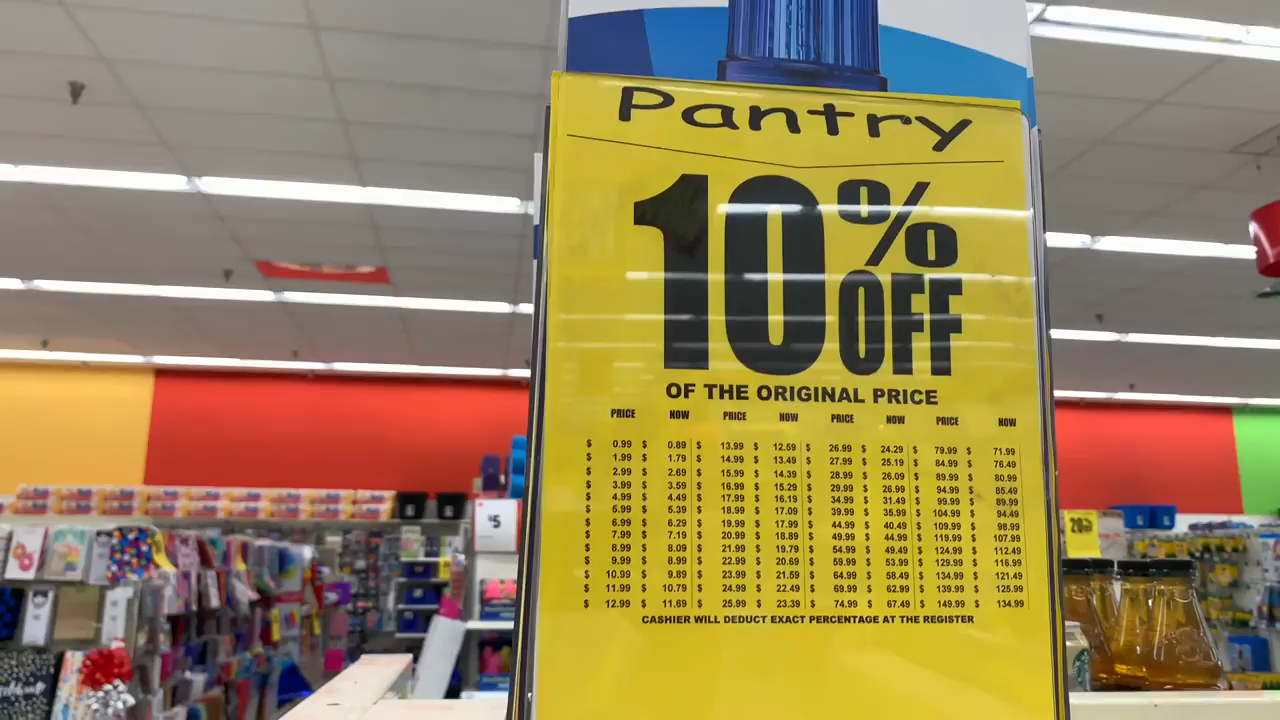 Pantry
10% OFF
OF THE ORIGINAL PRICE
PRICE NOW PRICE NOW PRICE NOW PRICE NOW
$ 0.99 $ 0.89 $ 13.99 $ 12.59 $ 26.99 $ 24.29 $ 79.99 $ 71.99
$ 1.99 $ 1.79 $ 14.99 $ 13.49 $ 27.99 $ 25.19 $ 84.99 $ 76.49
$ 2.99 $ 2.69 $ 15.99 $ 14.39 $ 28.99 $ 26.09 $ 89.99 $ 80.99
$ 3.99 $ 3.59 $ 16.99 $ 15.29 $ 29.99 $ 26.99 $ 94.99 $ 85.49
$ 4.99 $ 4.49 $ 17.99 $ 16.19 $ 34.99 $ 31.49 $ 99.99 $ 89.99
$ 5.99 $ 5.39 $ 18.99 $ 17.09 $ 39.99 $ 35.99 $ 104.99 $ 94.49
$ 6.99 $ 6.29 $ 19.99 $ 17.99 $ 44.99 $ 40.49 $ 109.99 $ 98.99
$ 7.99 $ 7.19 $ 20.99 $ 18.89 $ 49.99 $ 44.99 $ 119.99 $ 107.99
$ 8.99 $ 8.09 $ 21.99 $ 19.79 $ 54.99 $ 49.49 $ 124.99 $ 112.49
$ 9.99 $ 8.99 $ 22.99 $ 20.69 $ 59.99 $ 53.99 $ 129.99 $ 116.99
$ 10.99 $ 9.89 $ 23.99 $ 21.59 $ 64.99 $ 58.49 $ 134.99 $ 121.49
$ 11.99 $ 10.79 $ 24.99 $ 22.49 $ 69.99 $ 62.99 $ 139.99 $ 125.99
$ 12.99 $ 11.69 $ 25.99 $ 23.39 $ 74.99 $ 67.49 $ 149.99 $ 134.99
CASHIER WILL DEDUCT EXACT PERCENTAGE AT THE REGISTER
$5